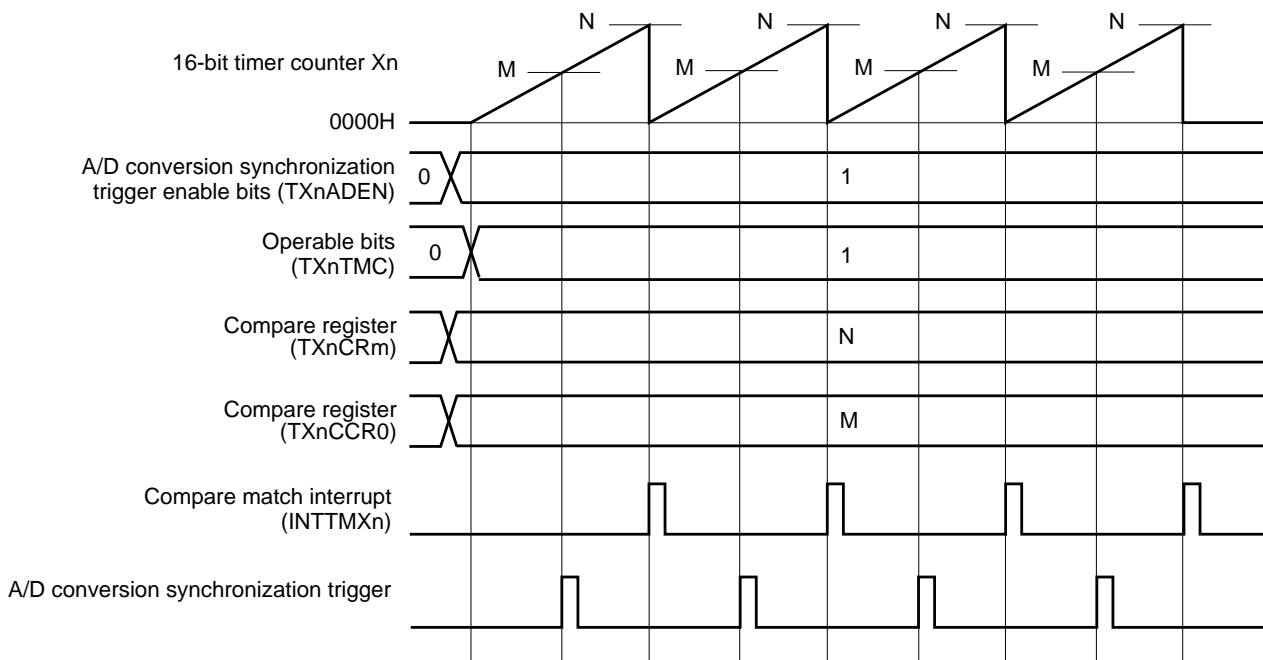 N N N N
16-bit timer counter Xn
M M M M
0000H
A/D conversion synchronization
trigger enable bits (TXnADEN)
0 1
Operable bits
(TXnTMC)
0 1
Compare register
(TXnCRm)
N
Compare register
(TXnCCR0)
M
Compare match interrupt
(INTTMXn)
A/D conversion synchronization trigger